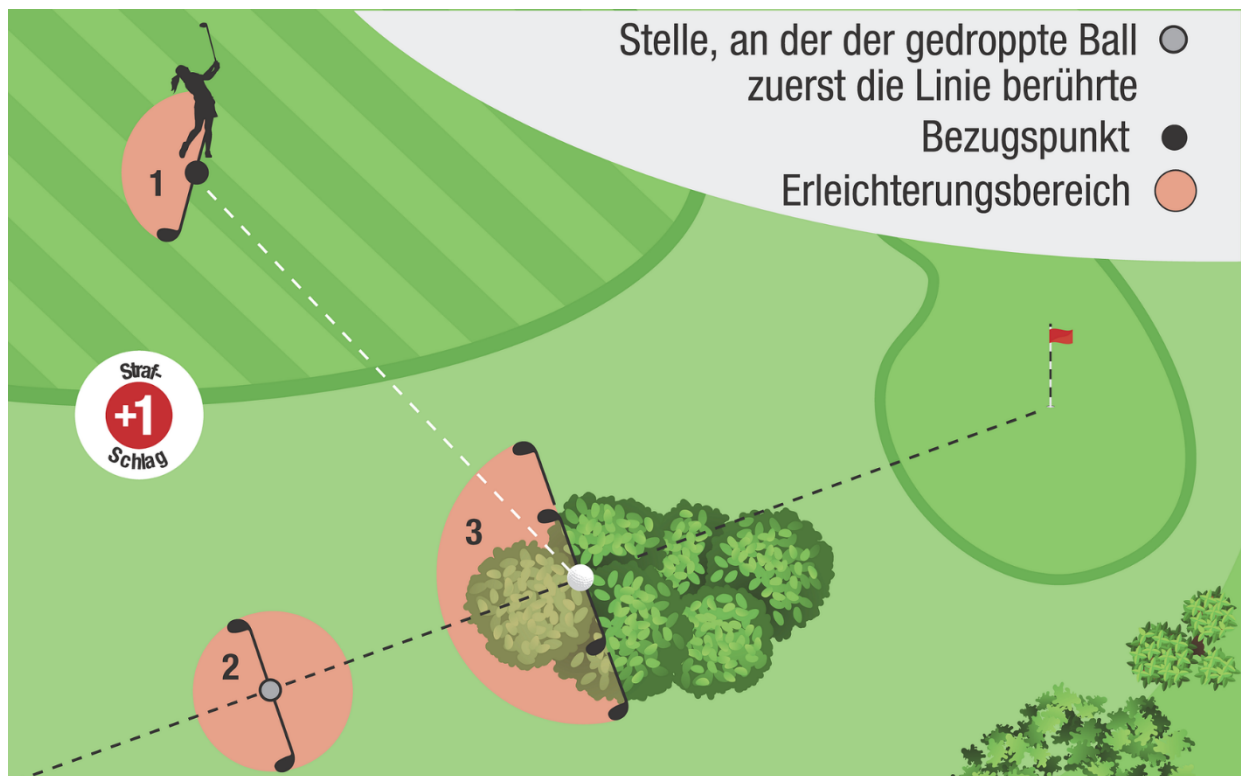 Stelle, an der der gedroppte Ball
zuerst die Linie berührte
Bezugspunkt
Erleichterungsbereich
1
Straf-
+1
Schlag
3
2